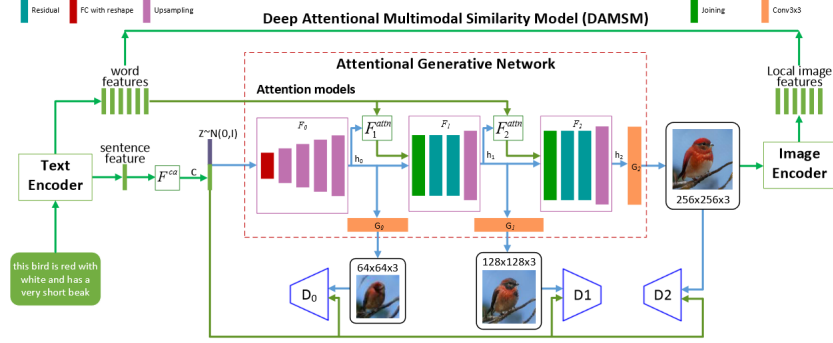 Residual
FC with reshape
Upsampling
Joining
Conv3x3
Deep Attentional Multimodal Similarity Model (DAMSM)
word
features
Attentional Generative Network
Local image
features
Attention models
Z~N(0,I)
F₀
F₁ᵃᵗᵗⁿ
F₁
F₂ᵃᵗᵗⁿ
F₂
Text
Encoder
sentence
feature
Fᶜᵃ
C
h₀
h₁
h₂
G₂
256x256x3
Image
Encoder
G₀
G₁
this bird is red with
white and has a
very short beak
64x64x3
128x128x3
D₀
D1
D2